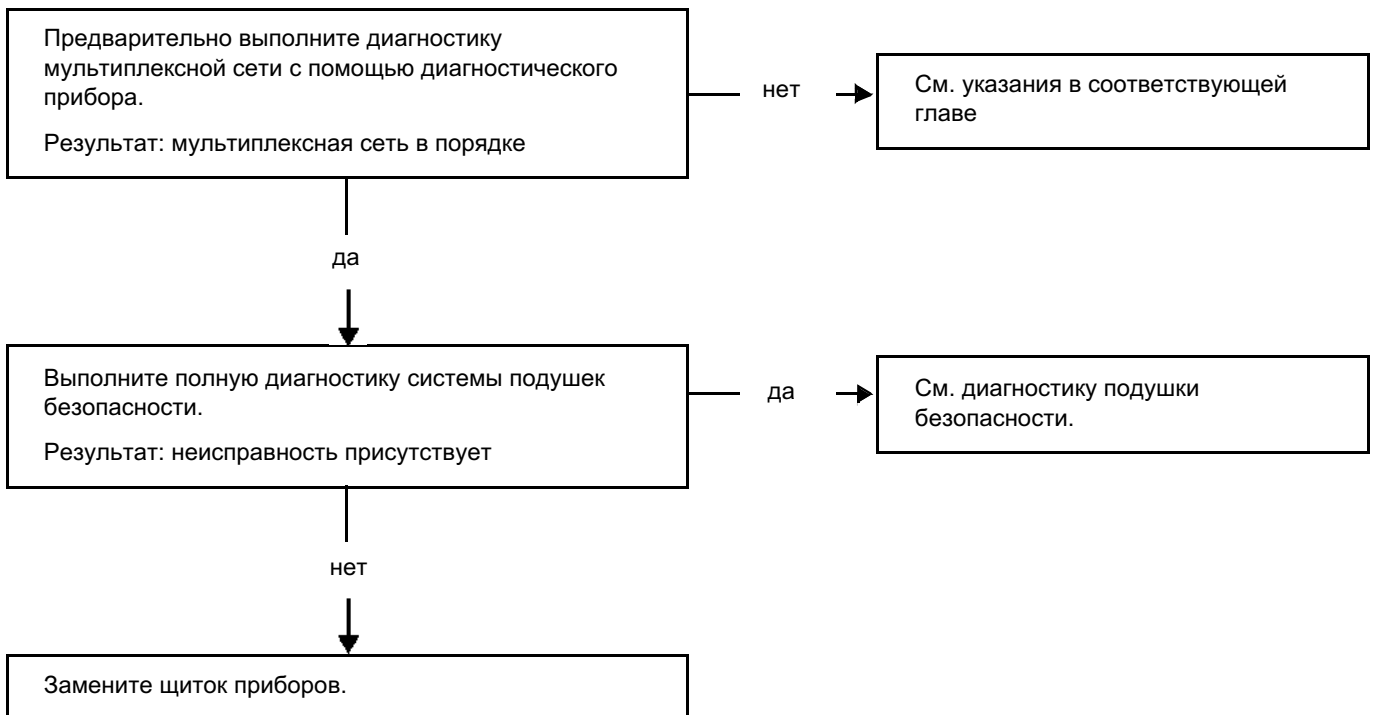 Предварительно выполните диагностику
мультиплексной сети с помощью диагностического
прибора.
Результат: мультиплексная сеть в порядке
нет
См. указания в соответствующей
главе
да
Выполните полную диагностику системы подушек
безопасности.
Результат: неисправность присутствует
да
См. диагностику подушки
безопасности.
нет
Замените щиток приборов.